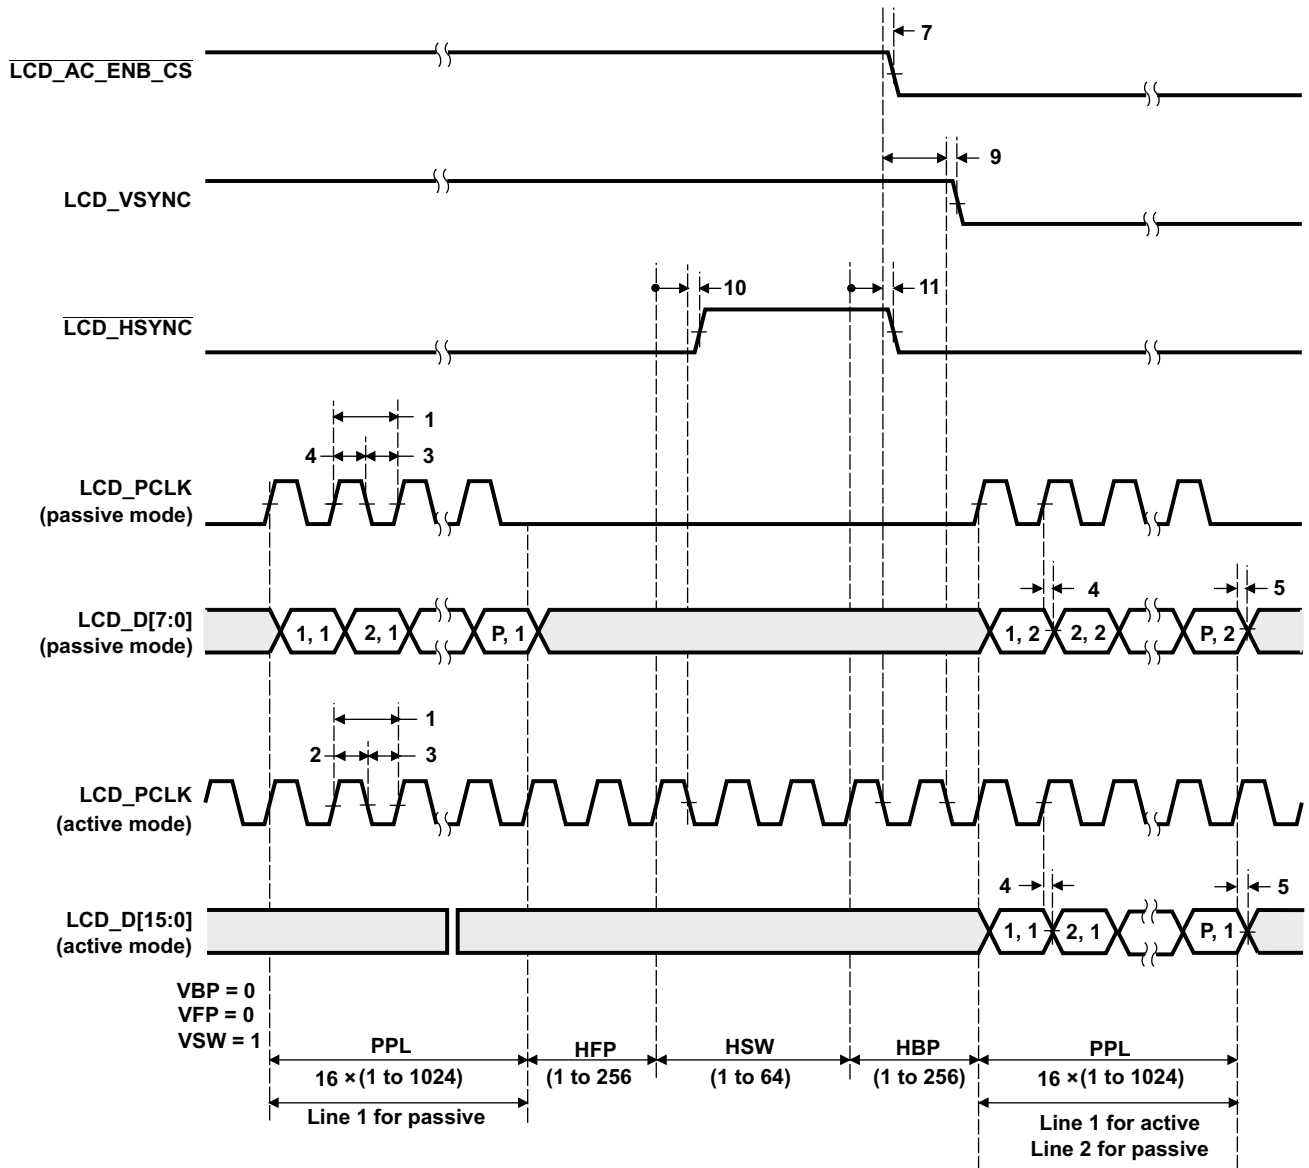 7
LCD_AC_ENB_CS
9
LCD_VSYNC
10
11
LCD_HSYNC
1
4
3
LCD_PCLK
(passive mode)
4
5
LCD_D[7:0]
(passive mode)
1, 1
2, 1
P, 1
1, 2
2, 2
P, 2
1
2
3
LCD_PCLK
(active mode)
4
5
LCD_D[15:0]
(active mode)
1, 1
2, 1
P, 1
VBP = 0
VFP = 0
VSW = 1
PPL
HFP
HSW
HBP
PPL
16 ×(1 to 1024)
(1 to 256
(1 to 64)
(1 to 256)
16 ×(1 to 1024)
Line 1 for passive
Line 1 for active
Line 2 for passive